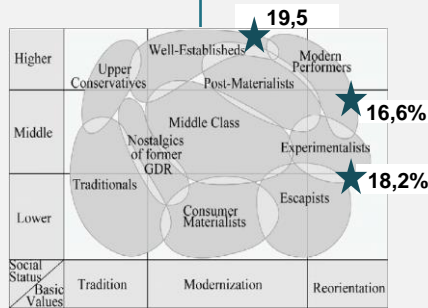 19,5
Higher
Well-Establisheds
Modern
Performers
Upper
Conservatives
Post-Materialists
16,6%
Middle
Middle Class
Nostalgics
of former
GDR
Experimentalists
18,2%
Traditionals
Escapists
Lower
Consumer
Materialists
Social
Status
Basic
Values
Tradition
Modernization
Reorientation